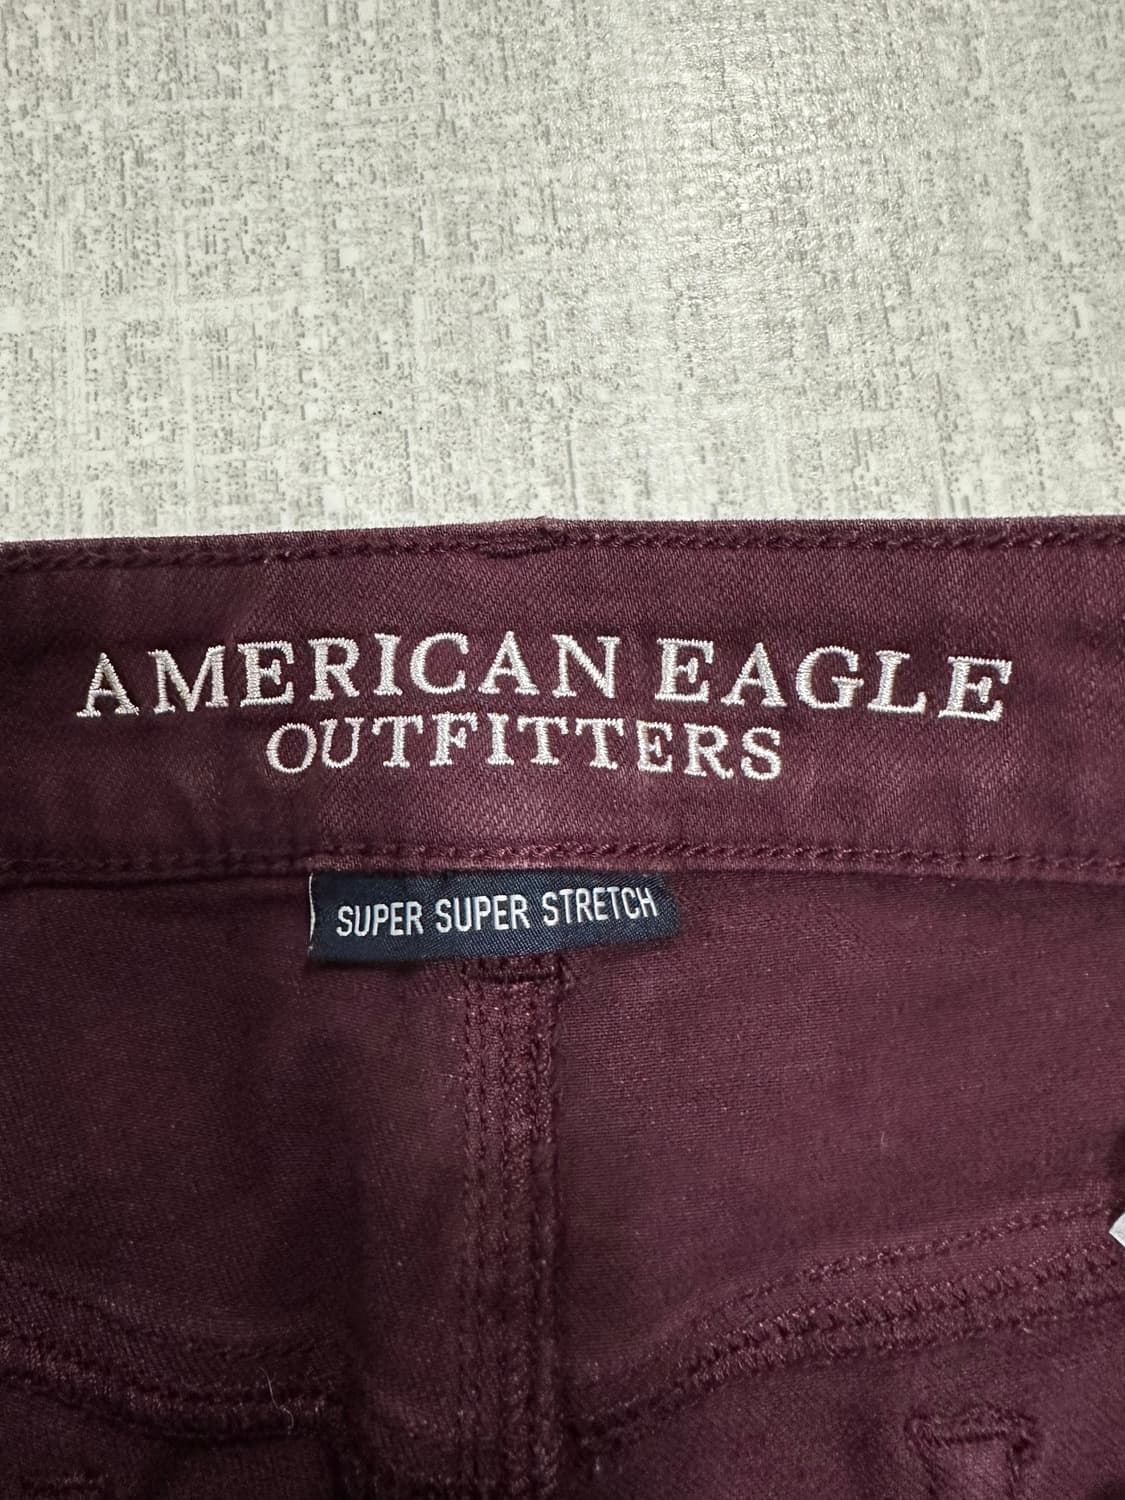 AMERICAN EAGLE
OUTFITTERS
SUPER SUPER STRETCH